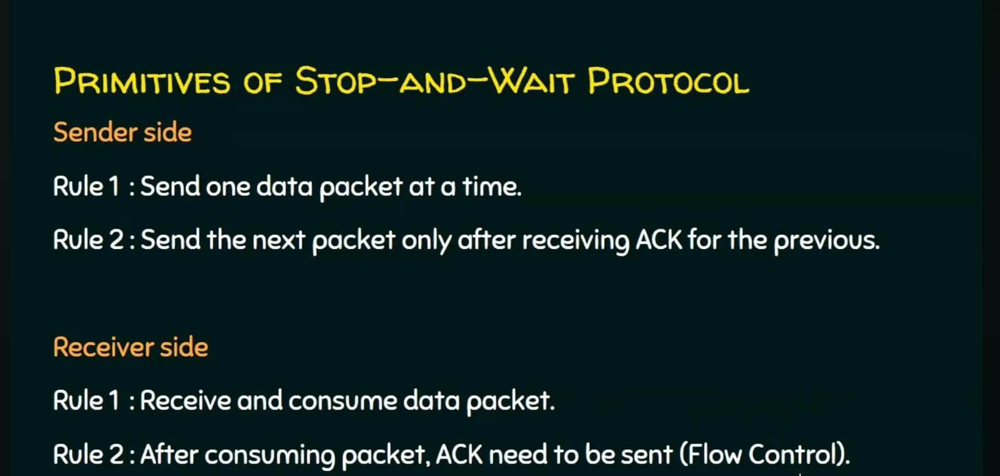 PRIMITIVES OF STOP-AND-WAIT PROTOCOL
Sender side
Rule 1 : Send one data packet at a time.
Rule 2 : Send the next packet only after receiving ACK for the previous.
Receiver side
Rule 1 : Receive and consume data packet.
Rule 2 : After consuming packet, ACK need to be sent (Flow Control).